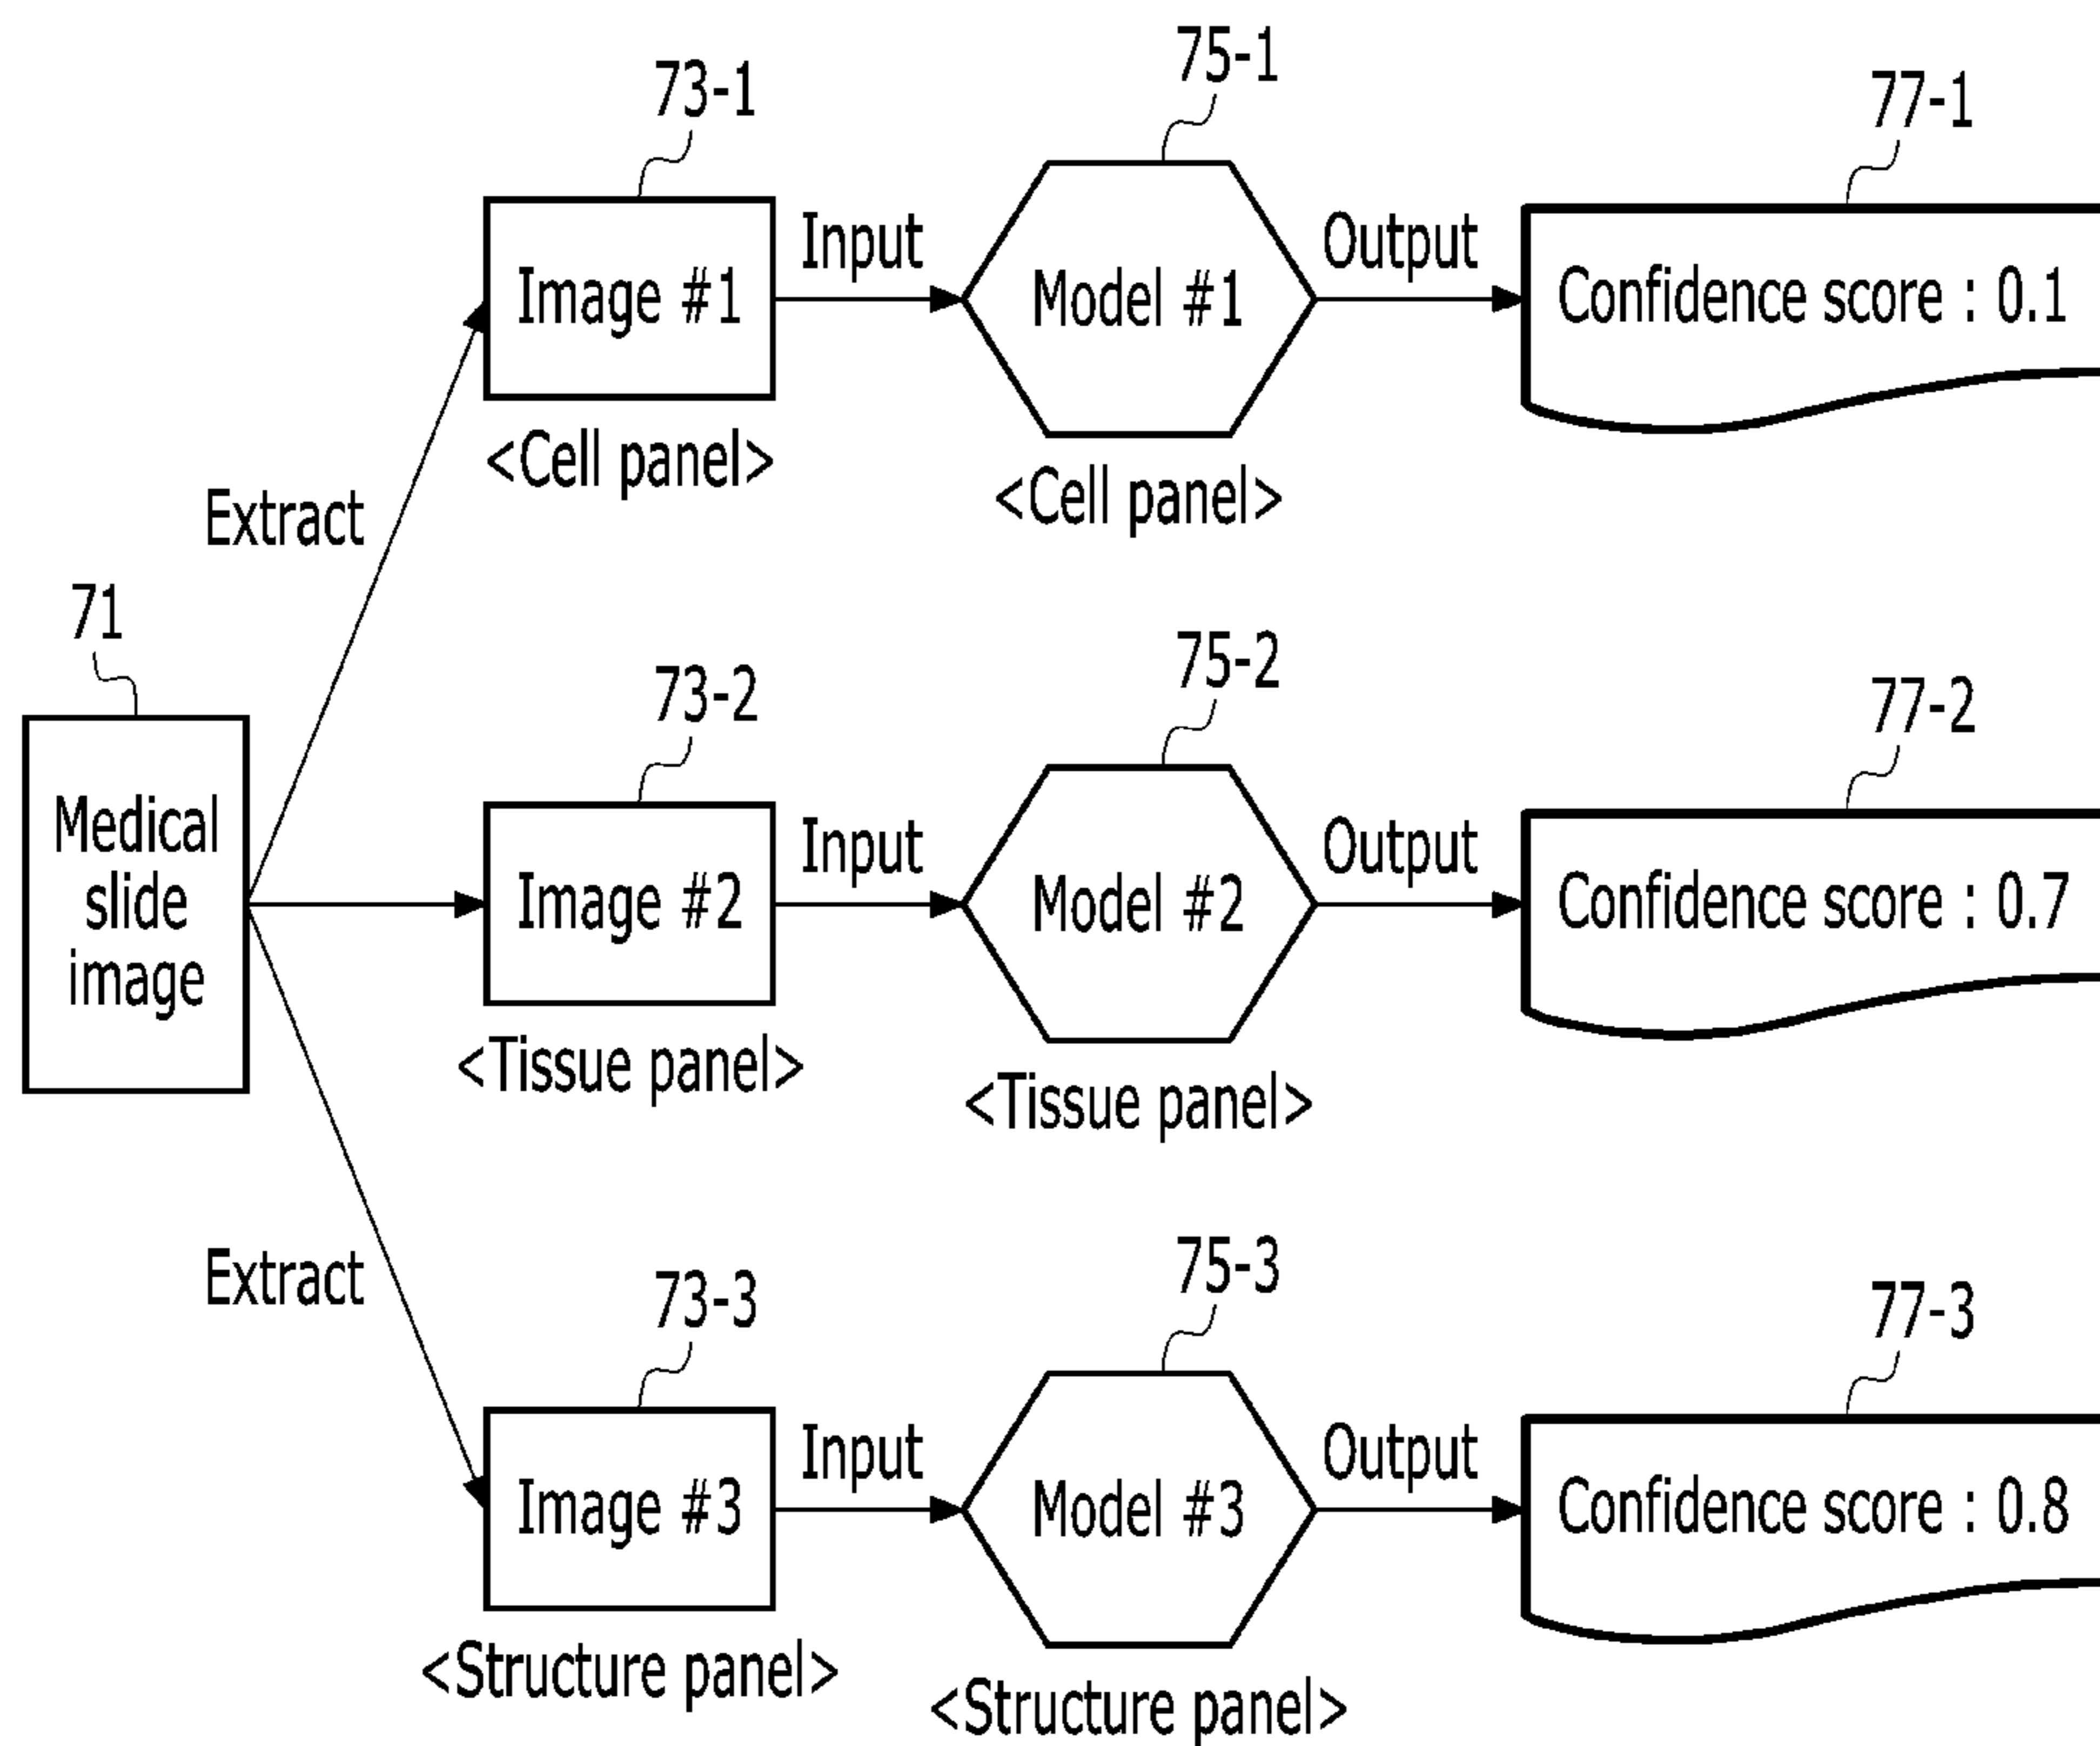 75-1
73-1
77-1
Input
Output
Image #1
Model #1
Confidence score : 0.1
<Cell panel>
<Cell panel>
Extract
71
75-2
73-2
77-2
Medical
slide
image
Input
Output
Image #2
Model #2
Confidence score : 0.7
<Tissue panel>
<Tissue panel>
Extract
75-3
73-3
77-3
Input
Output
Image #3
Model #3
Confidence score : 0.8
<Structure panel>
<Structure panel>